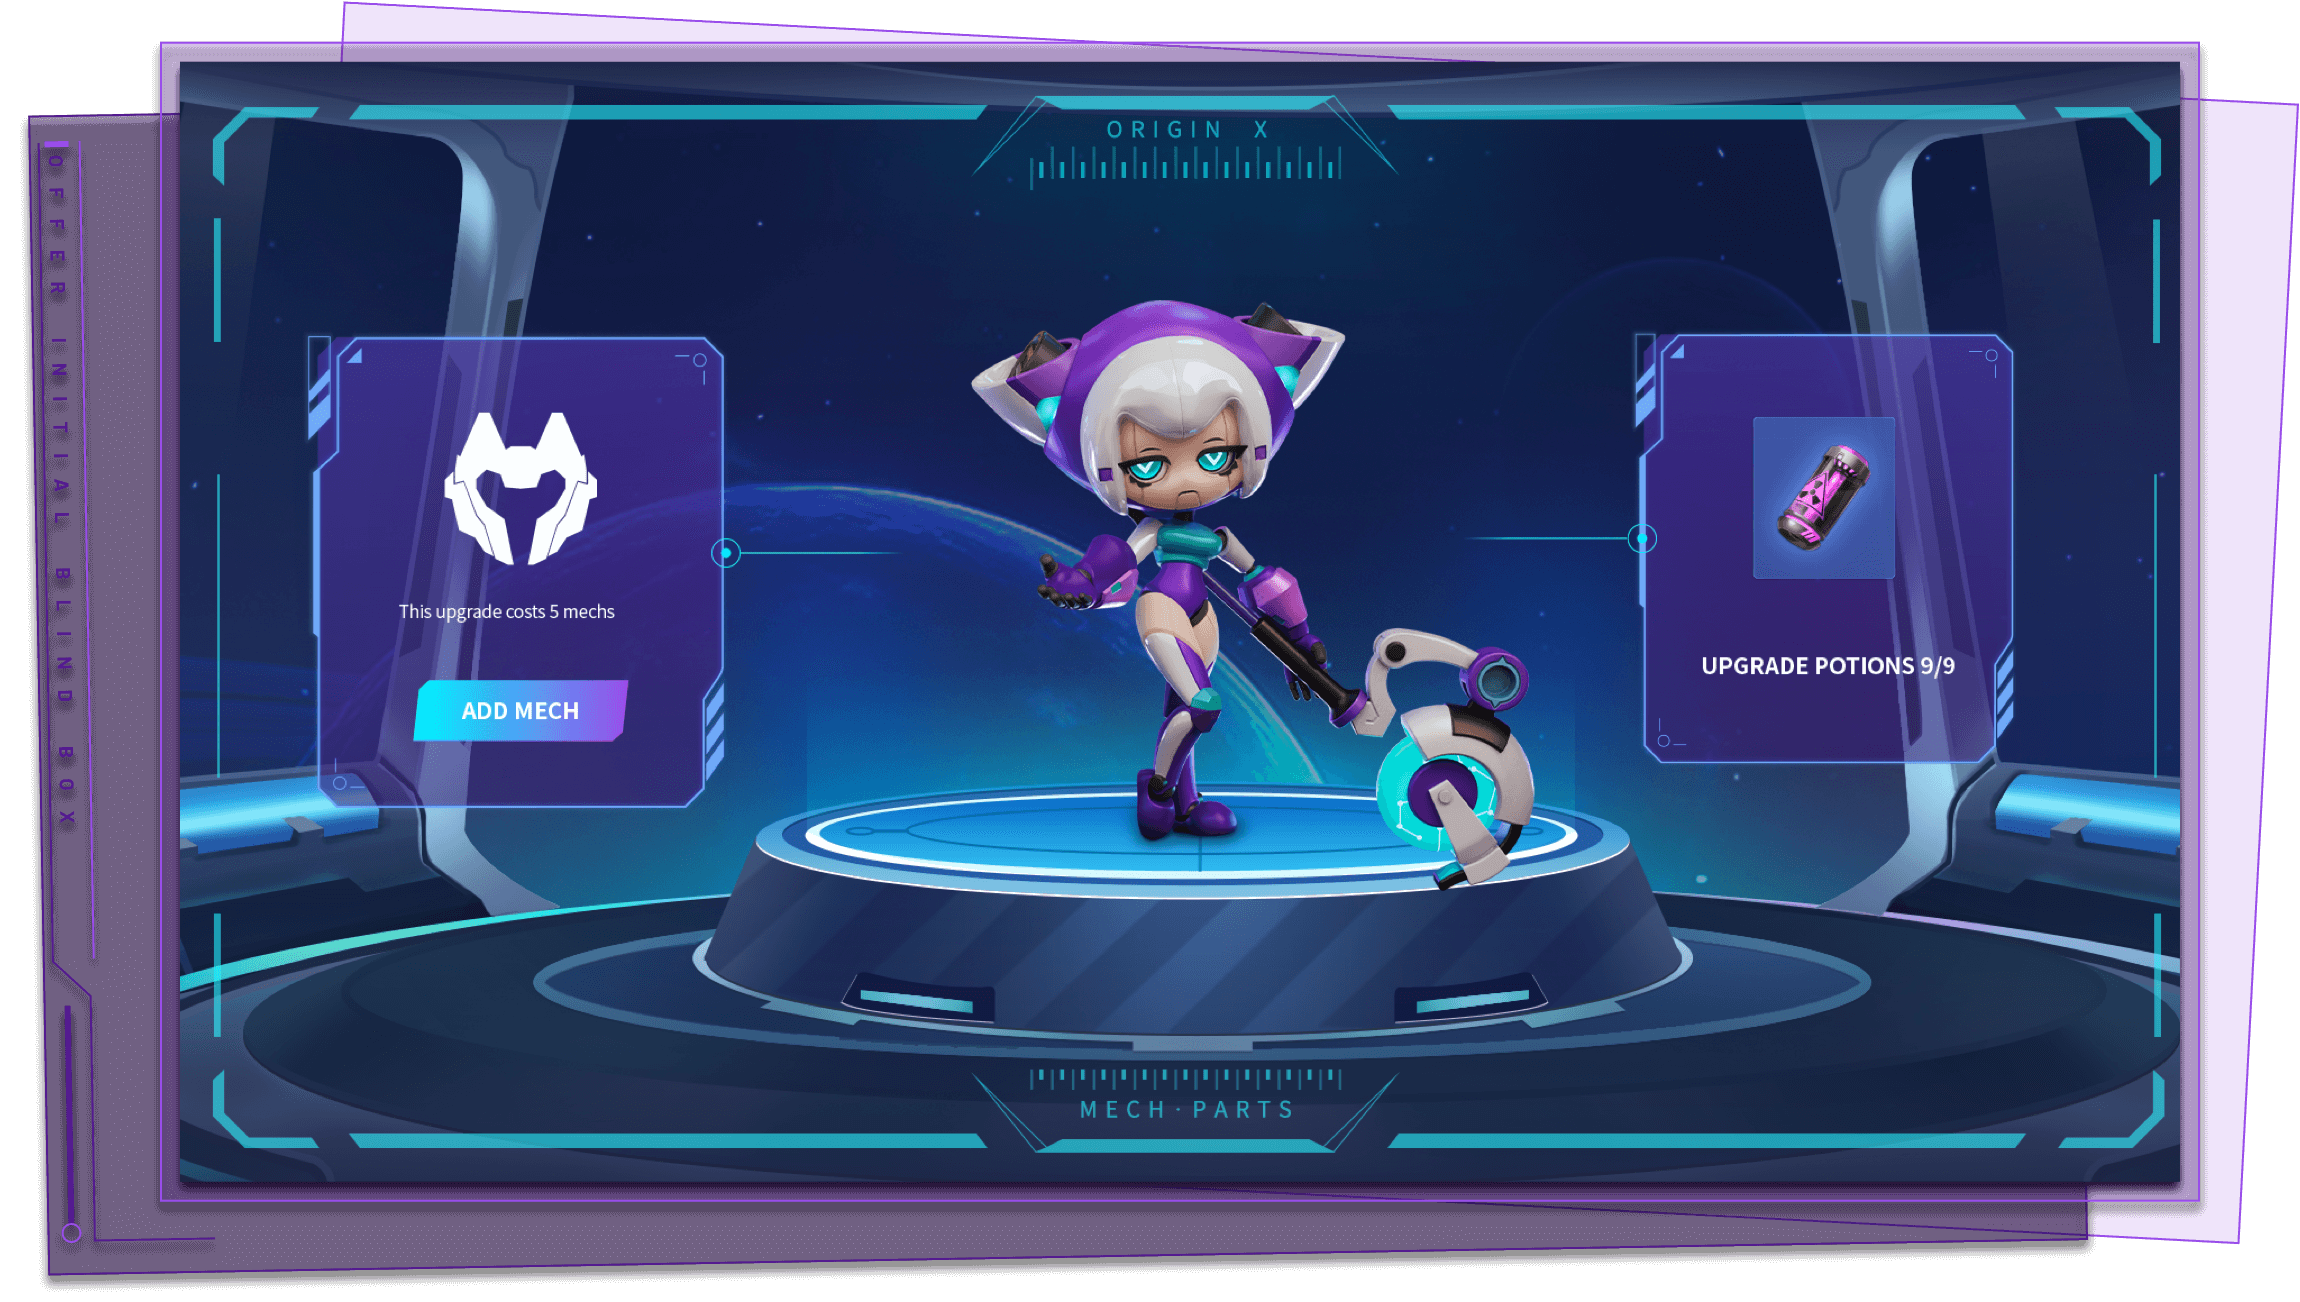 ORIGIN X
OFFER INITIAL BLIND BOX
This upgrade costs 5 mechs
ADD MECH
UPGRADE POTIONS 9/9
MECH·PARTS